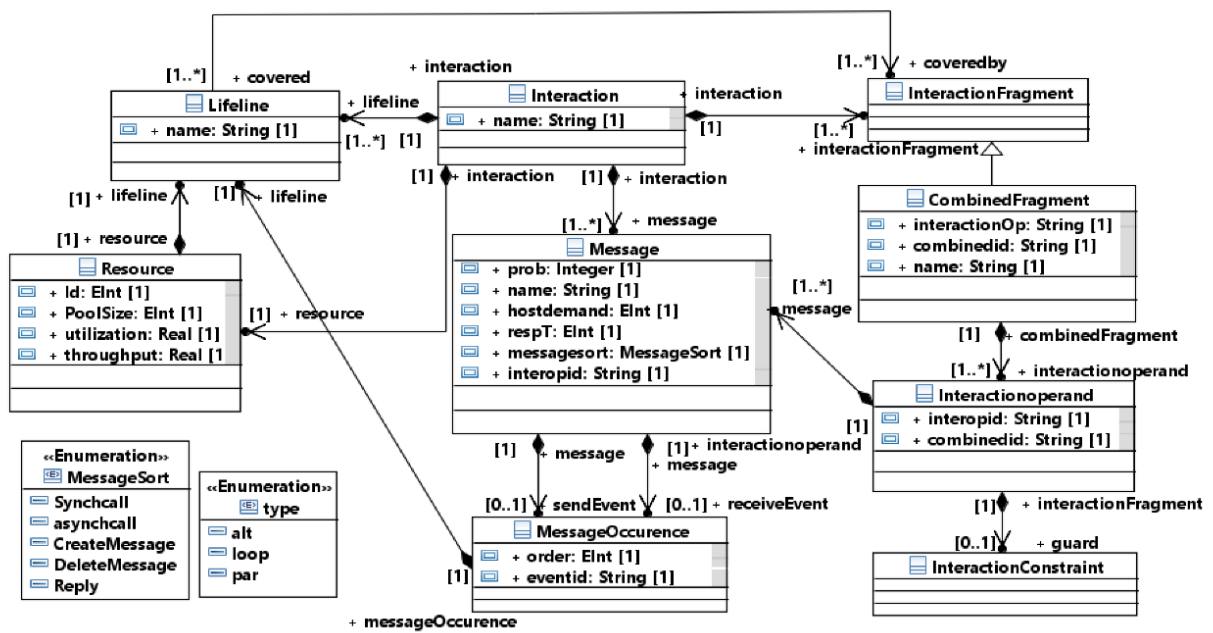 [1..*]
+ covered
+ interaction
[1..*]
+ coveredby
Lifeline
+ name: String [1]
+ lifeline
[1..*]
[1]
Interaction
+ name: String [1]
+ interaction
[1]
[1..*]
+ interactionFragment
InteractionFragment
[1] + lifeline
[1]
+ lifeline
[1]
+ interaction
[1]
+ interaction
[1..*]
+ message
[1] + resource
Resource
+ Id: EInt [1]
+ PoolSize: EInt [1]
+ utilization: Real [1]
+ throughput: Real [1
[1] + resource
Message
+ prob: Integer [1]
+ name: String [1]
+ hostdemand: EInt [1]
+ respT: EInt [1]
+ messagesort: MessageSort [1]
+ interopid: String [1]
CombinedFragment
+ interactionOp: String [1]
+ combinedid: String [1]
+ name: String [1]
[1..*]
message
[1]
+ combinedFragment
[1..*]
+ interactionoperand
Interactionoperand
+ interopid: String [1]
+ combinedid: String [1]
[1]
[1]
+ message
[1]+ interactionoperand
+ message
[0..1]
+ sendEvent
[0..1]
+ receiveEvent
[1]
+ interactionFragment
[0..1]
+ guard
InteractionConstraint
«Enumeration»
MessageSort
Synchcall
asynchcall
CreateMessage
DeleteMessage
Reply
«Enumeration»
type
alt
loop
par
MessageOccurence
+ order: EInt [1]
+ eventid: String [1]
[1]
+ messageOccurence